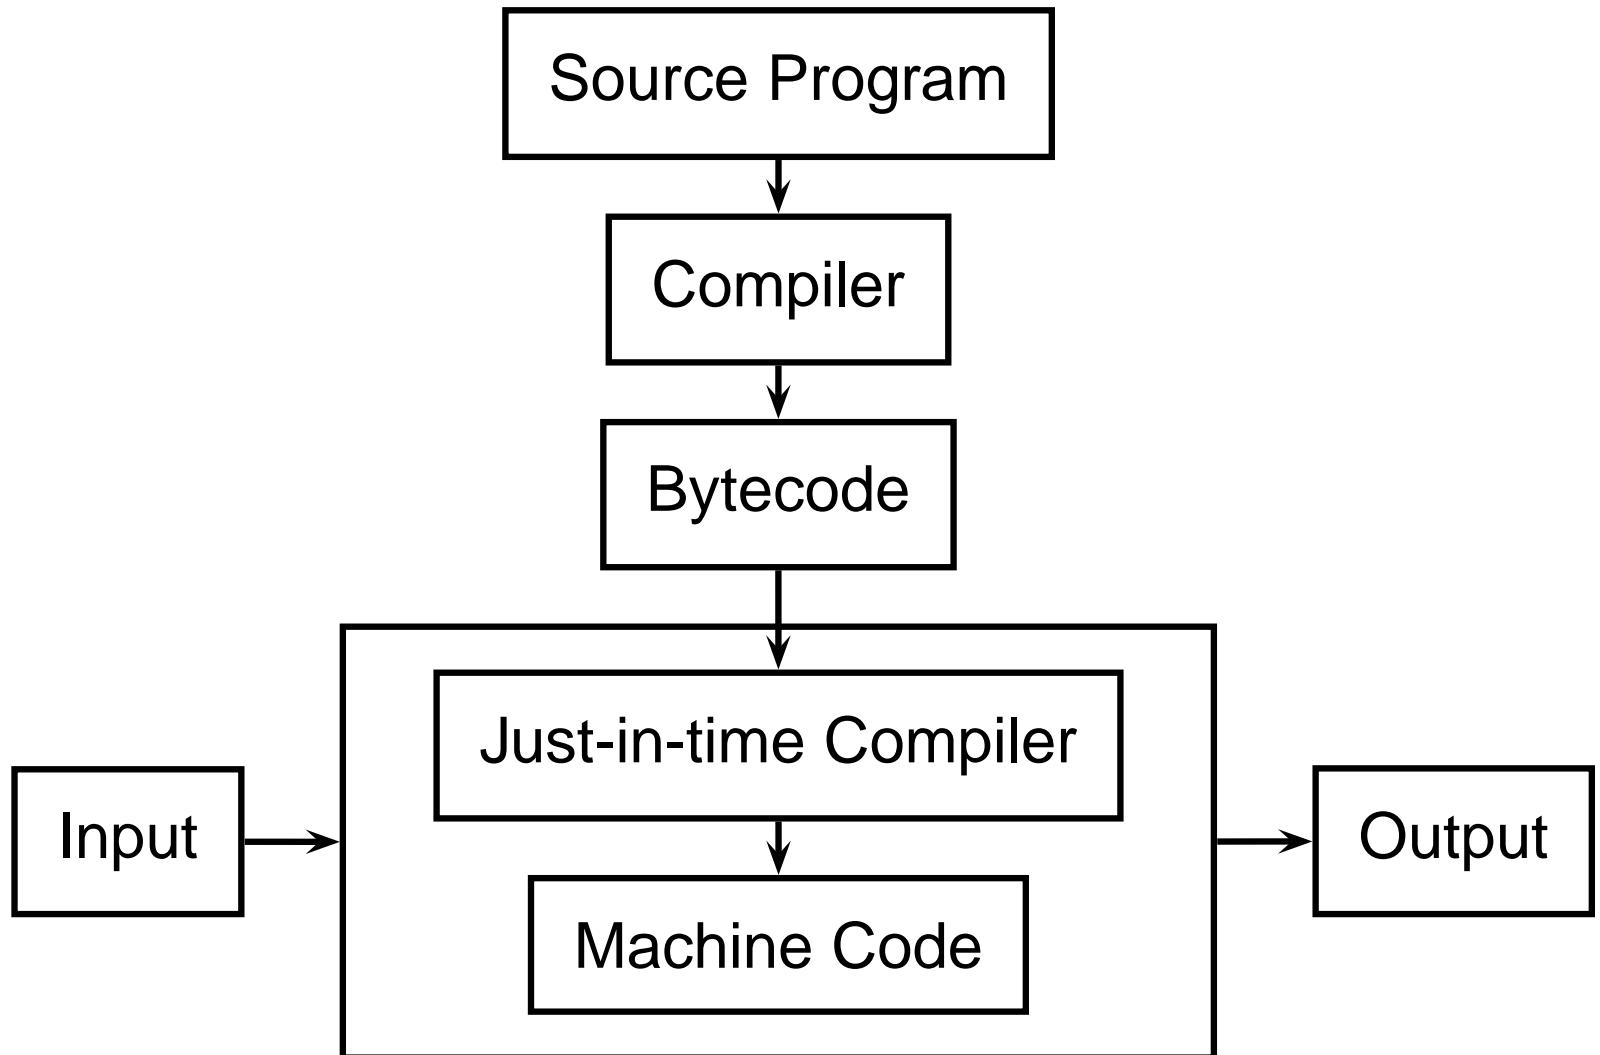 Source Program
Compiler
Bytecode
Just-in-time Compiler
Input
Output
Machine Code